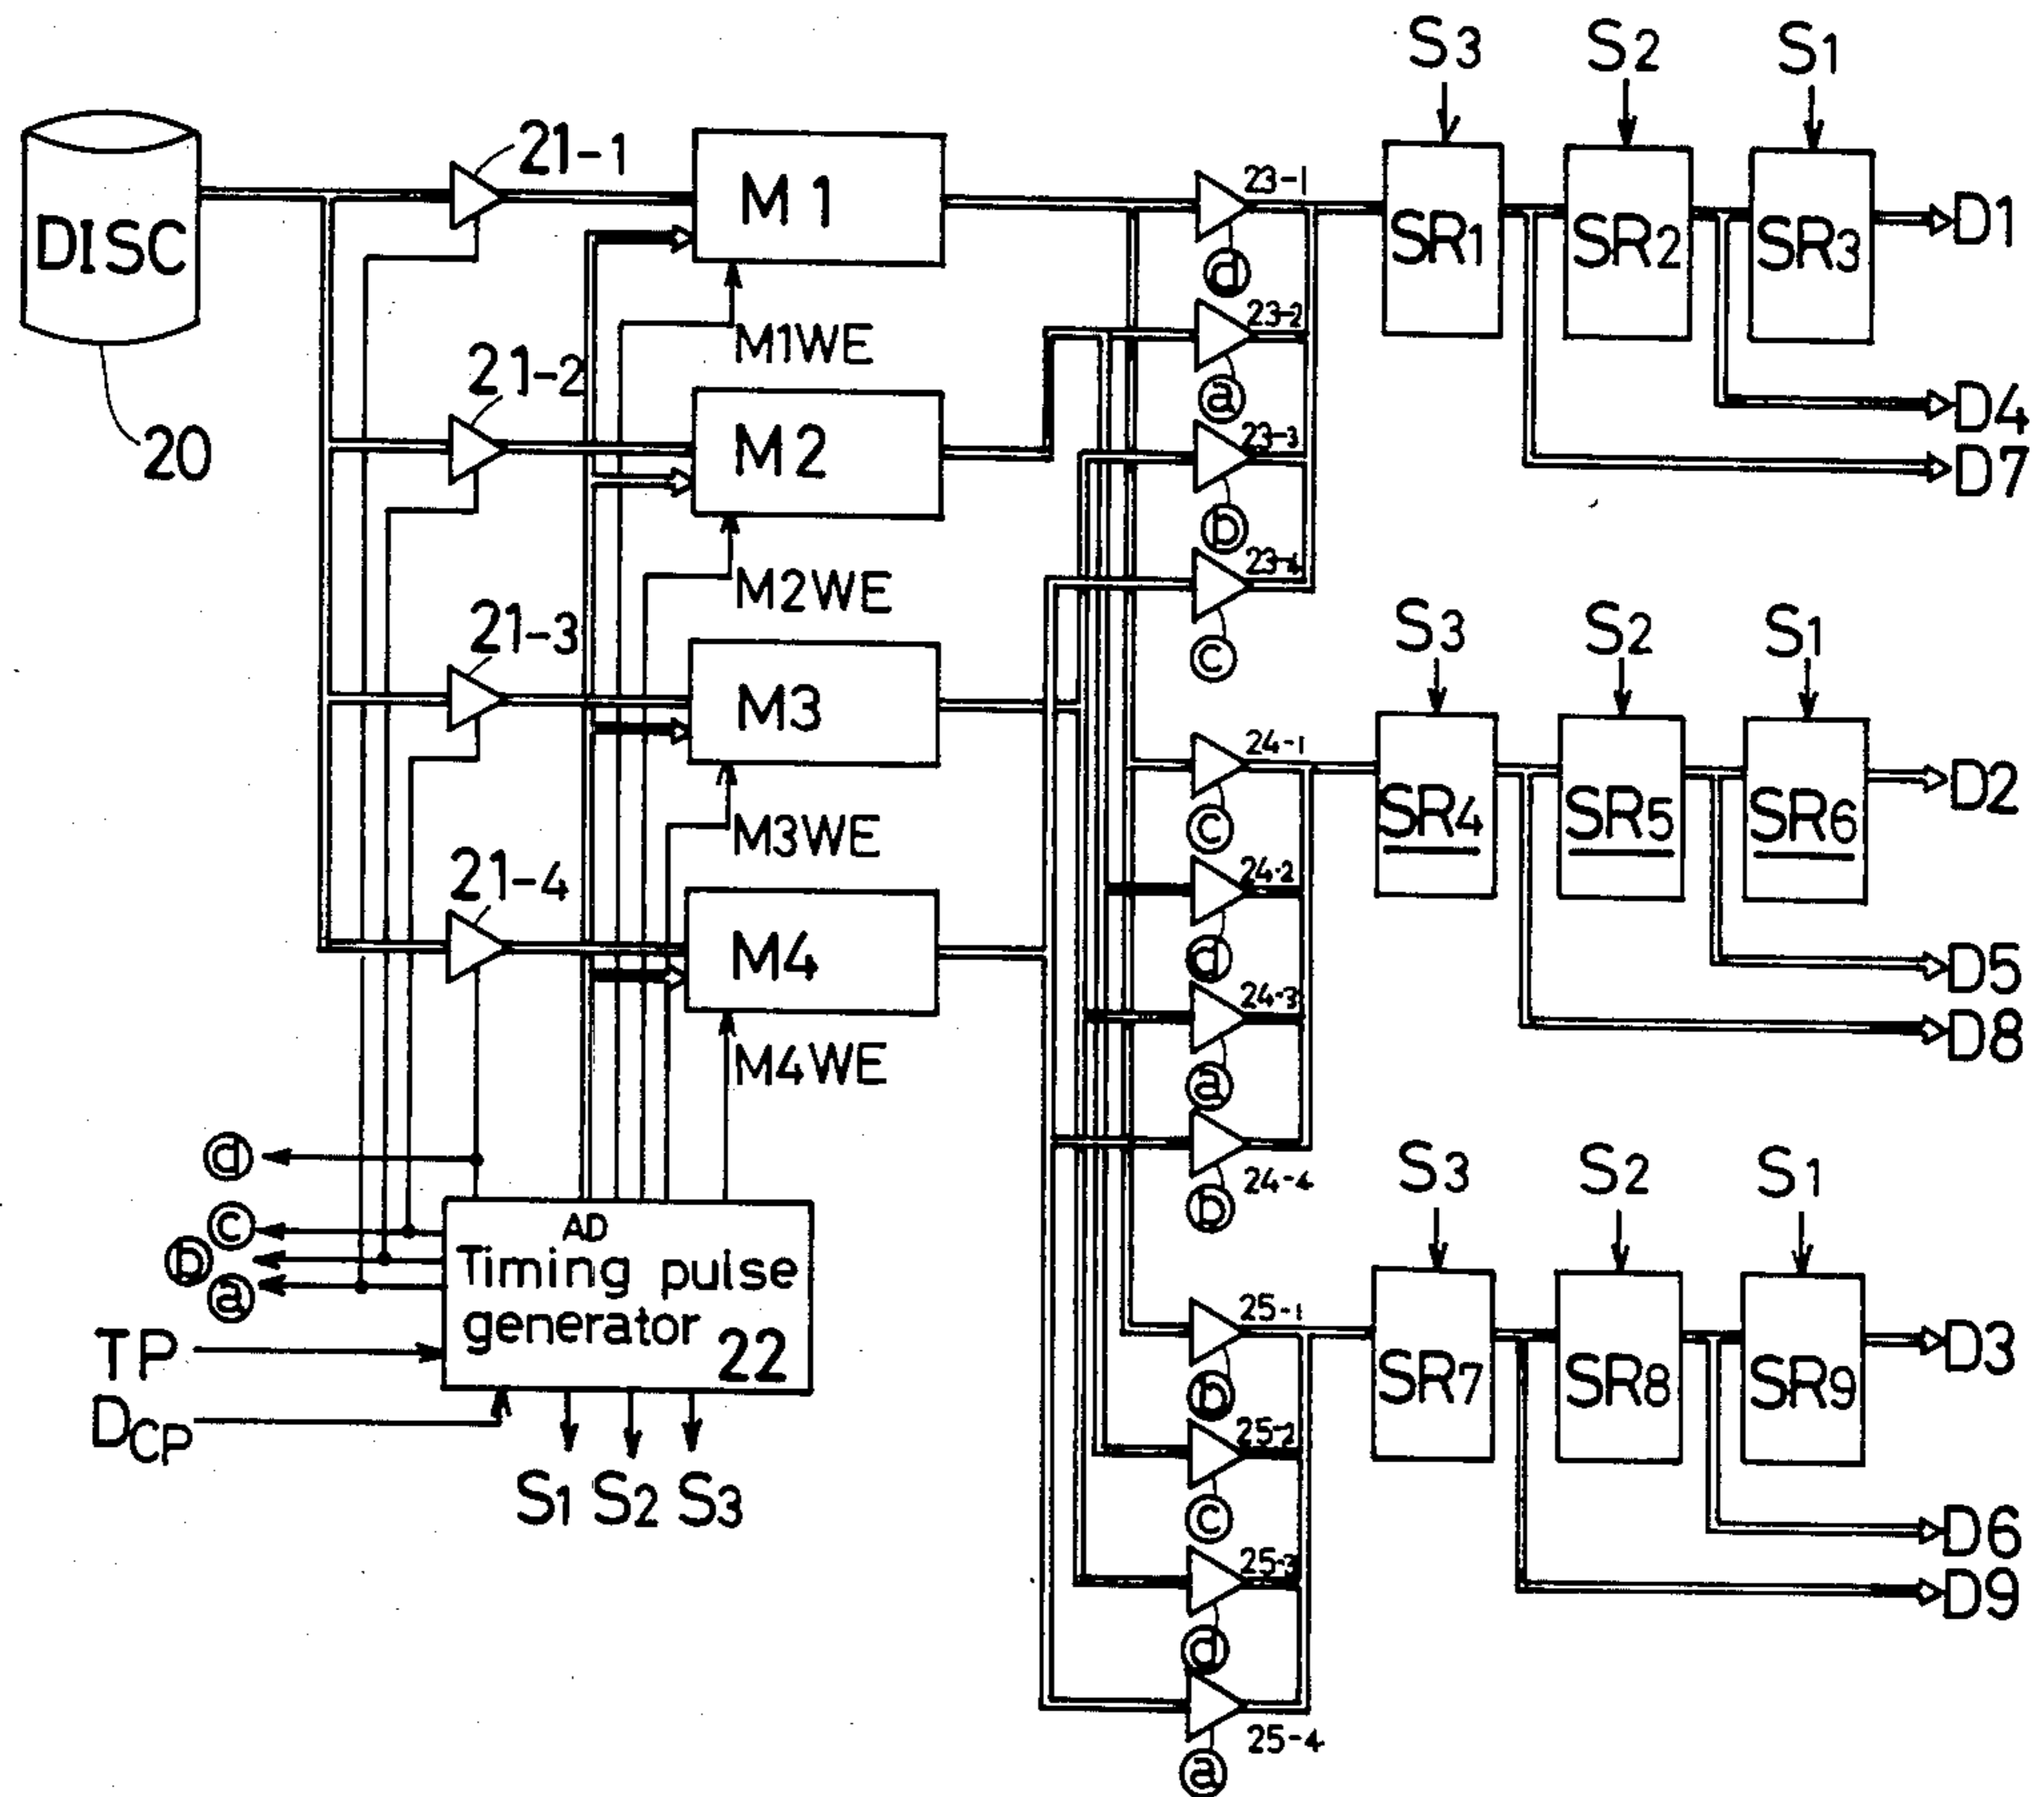 S3 S2 S1
DISC
21-1
M1
23-1
SR1 SR2 SR3
D1
ⓓ
M1WE
23-2
ⓐ
D4
20
21-2
M2
23-3
D7
ⓑ
M2WE
23-4
ⓒ
21-3
M3
S3 S2 S1
24-1
SR4 SR5 SR6
D2
M3WE
ⓒ
21-4
M4
24-2
ⓓ
D5
24-3
D8
M4WE
ⓐ
24-4
ⓑ
ⓓ
ⓒ
ⓑ
ⓐ
AD
Timing pulse
generator 22
TP
DCP
S1 S2 S3
S3 S2 S1
25-1
SR7 SR8 SR9
D3
ⓑ
25-2
ⓒ
D6
25-3
D9
ⓓ
25-4
ⓐ